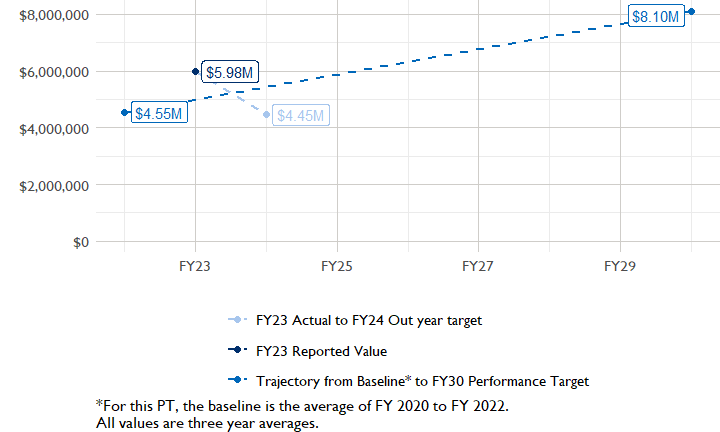 $8,000,000
$8.10M
$6,000,000
$5.98M
$4.55M
$4.45M
$4,000,000
$2,000,000
$0
FY23 FY25 FY27 FY29
FY23 Actual to FY24 Out year target
FY23 Reported Value
Trajectory from Baseline* to FY30 Performance Target
*For this PT, the baseline is the average of FY 2020 to FY 2022.
All values are three year averages.